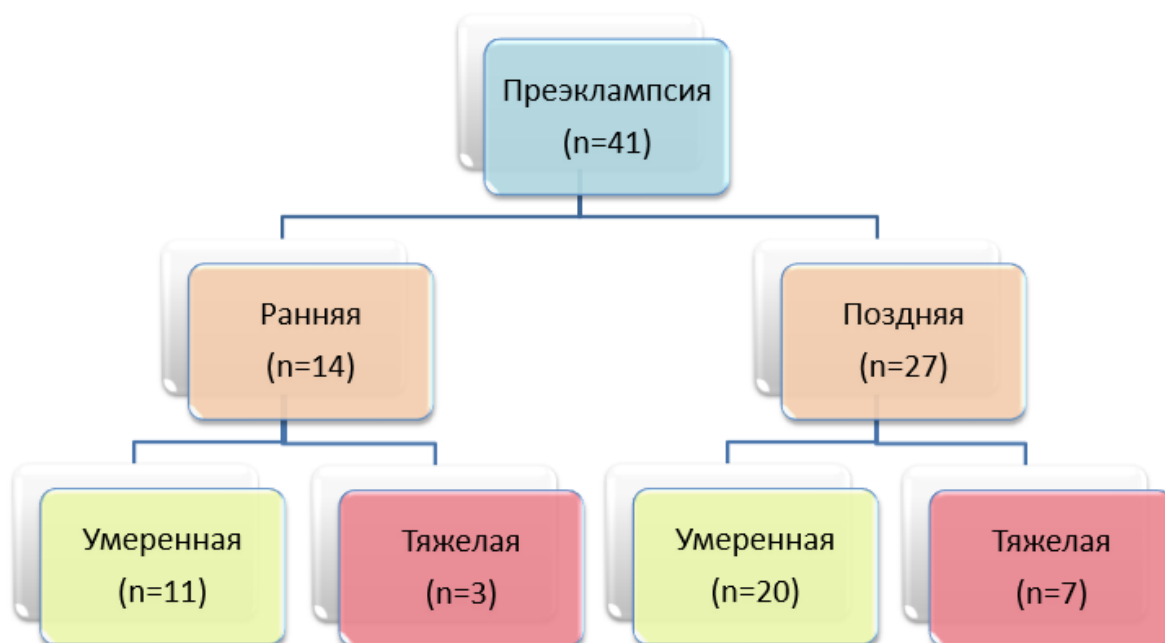 Преэклампсия
(n=41)
Ранняя
(n=14)
Поздняя
(n=27)
Умеренная
(n=11)
Тяжелая
(n=3)
Умеренная
(n=20)
Тяжелая
(n=7)